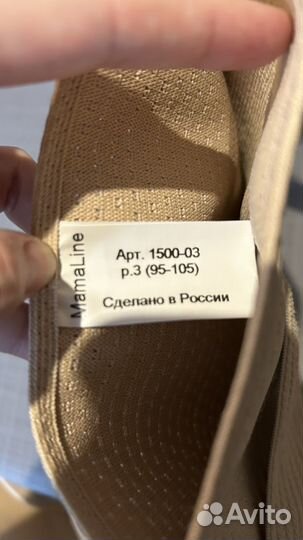 MamaLine
Арт. 1500-03
р.3 (95-105)
Сделано в России
Avito